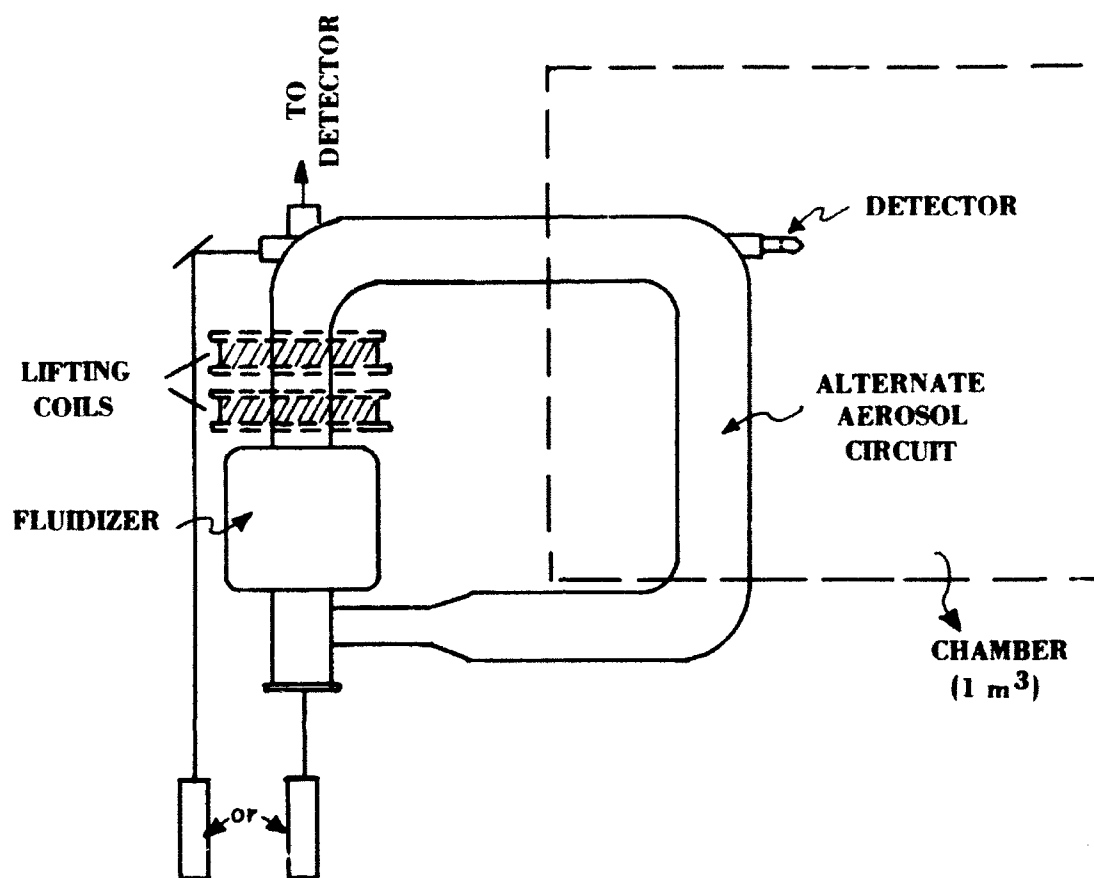 TO
DETECTOR
DETECTOR
LIFTING
COILS
ALTERNATE
AEROSOL
CIRCUIT
FLUIDIZER
CHAMBER
(1 m³)
or